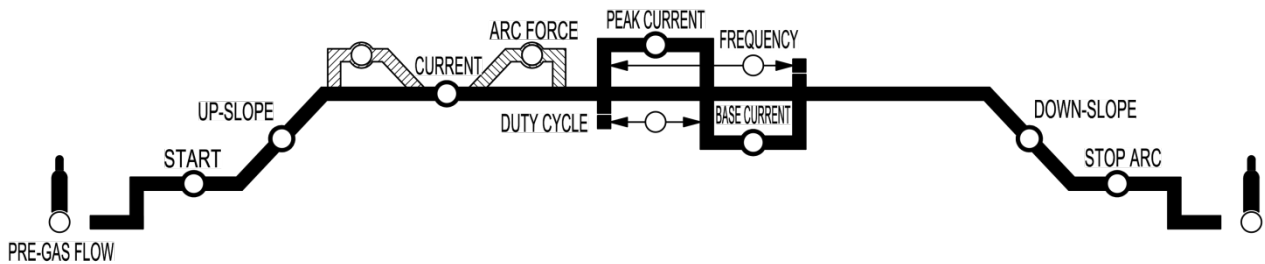 PRE-GAS FLOW
START
UP-SLOPE
CURRENT
ARC FORCE
PEAK CURRENT
FREQUENCY
DUTY CYCLE
BASE CURRENT
DOWN-SLOPE
STOP ARC